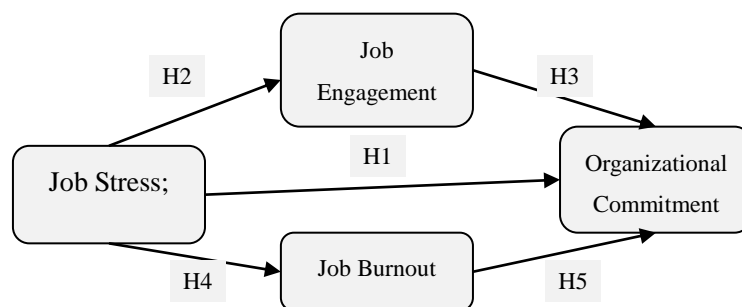 Job
Engagement
H2
H3
H1
Job Stress;
Organizational
Commitment
H4
Job Burnout
H5